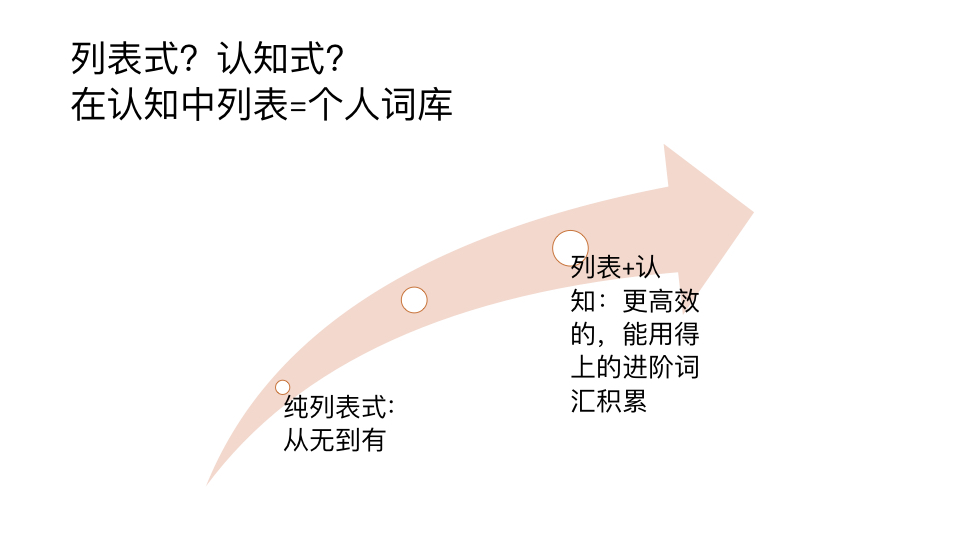 列表式？认知式？
在认知中列表=个人词库
列表+认
知：更高效
的，能用得
上的进阶词
汇积累
纯列表式：
从无到有